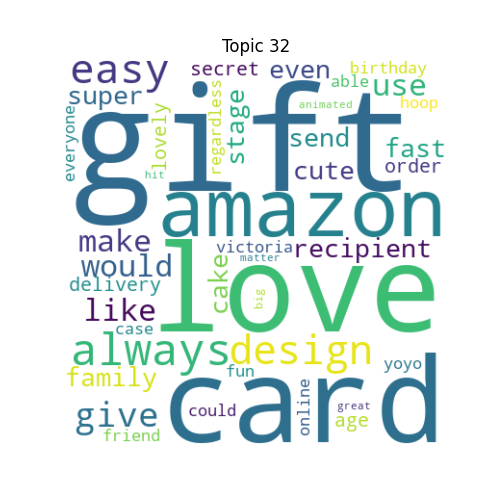 Topic 32
easy
secret
even
birthday
super
able
use
hoop
everyone
gift
lovely
regardless
stage
animated
send
fast
hit
cute
order
amazon
make
victoria
recipient
would
matter
delivery
cake
love
big
like
case
always
design
yoyo
family
fun
card
give
could
online
great
age
friend